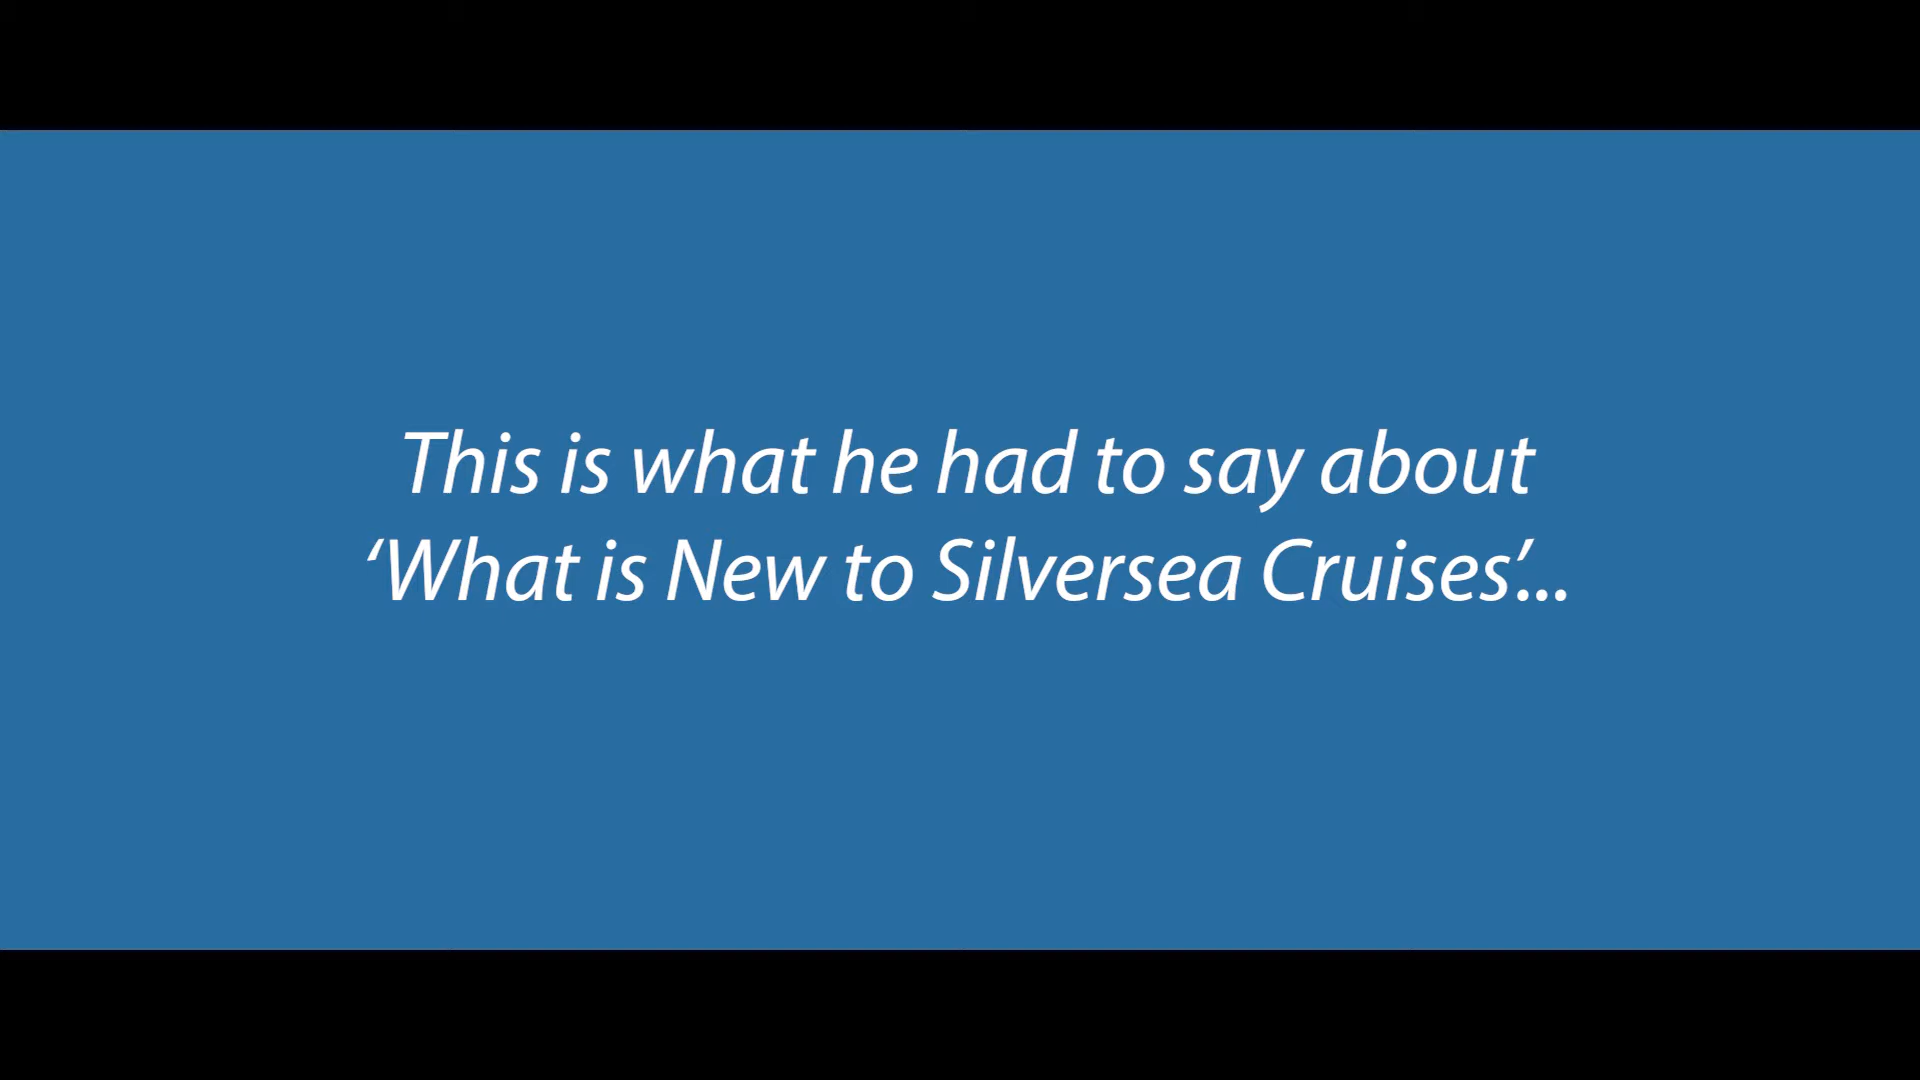 This is what he had to say about
‘What is New to Silversea Cruises’...